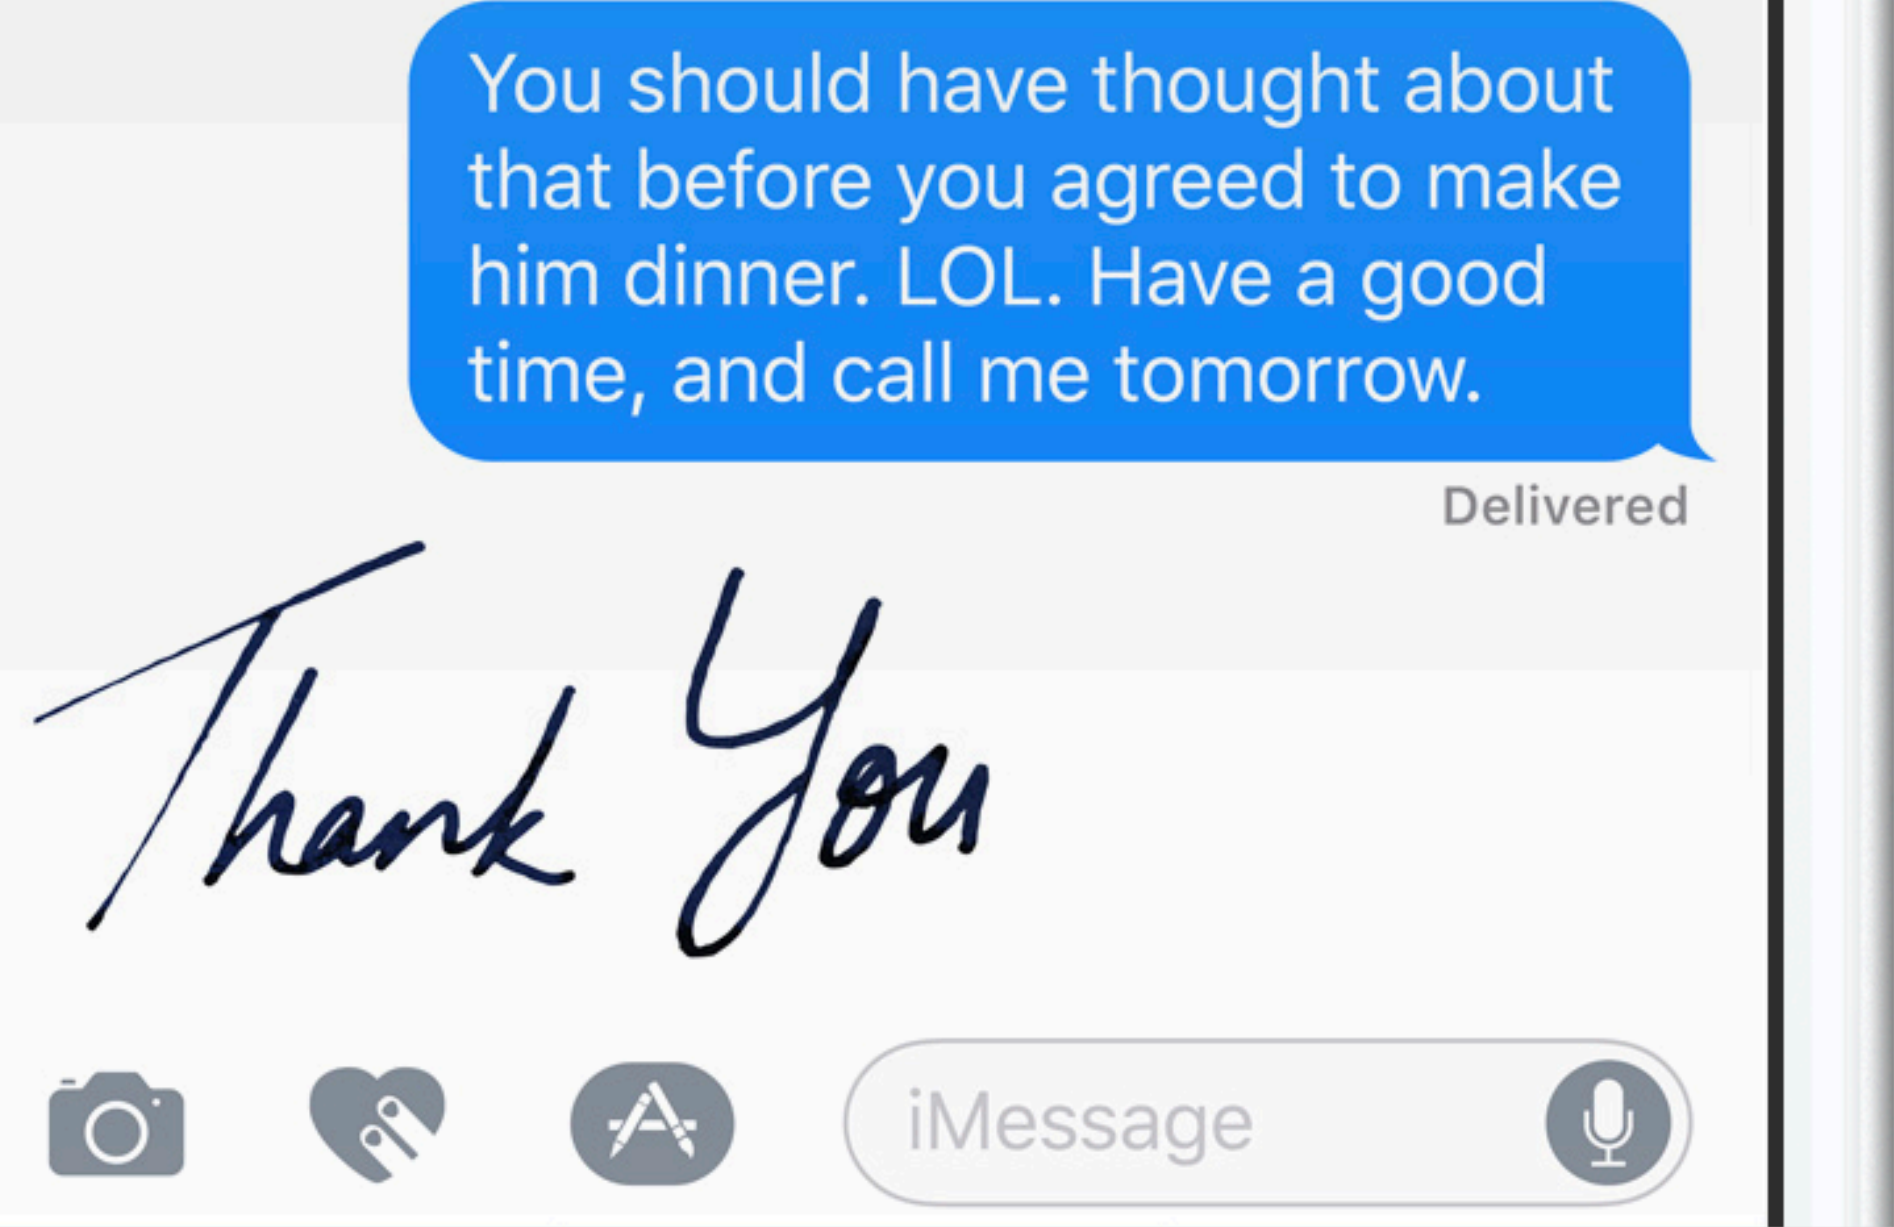 You should have thought about
that before you agreed to make
him dinner. LOL. Have a good
time, and call me tomorrow.
Delivered
Thank You
iMessage